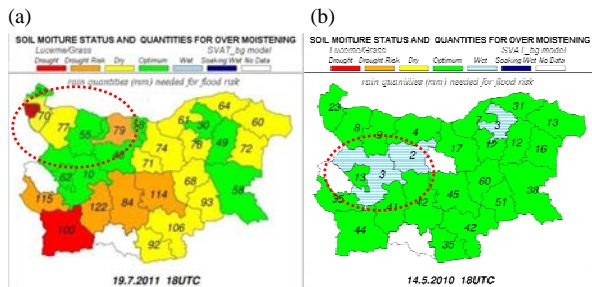 (a)
SOIL MOITURE STATUS AND QUANTITIES FOR OVER MOISTENING
Lucerne/Grass SVAT_bg model
Drought Drought Risk Dry Optimum Wet Soaking Wet No Data
rain quantities (mm) needed for flood risk
70 77 55 79 61 30 64 60
62 10 74 71 78 49 72
115 100 122 84 114 68 93 58
106 92
19.7.2011 18UTC
(b)
SOIL MOITURE STATUS AND QUANTITIES FOR OVER MOISTENING
Lucerne/Grass SVAT_bg model
Drought Drought Risk Dry Optimum Wet Soaking Wet No Data
rain quantities (mm) needed for flood risk
23 8 4 7 3 31 13
2 17 12 12 16
13 3 45 60 51 38
44 41 42 35
14.5.2010 18UTC